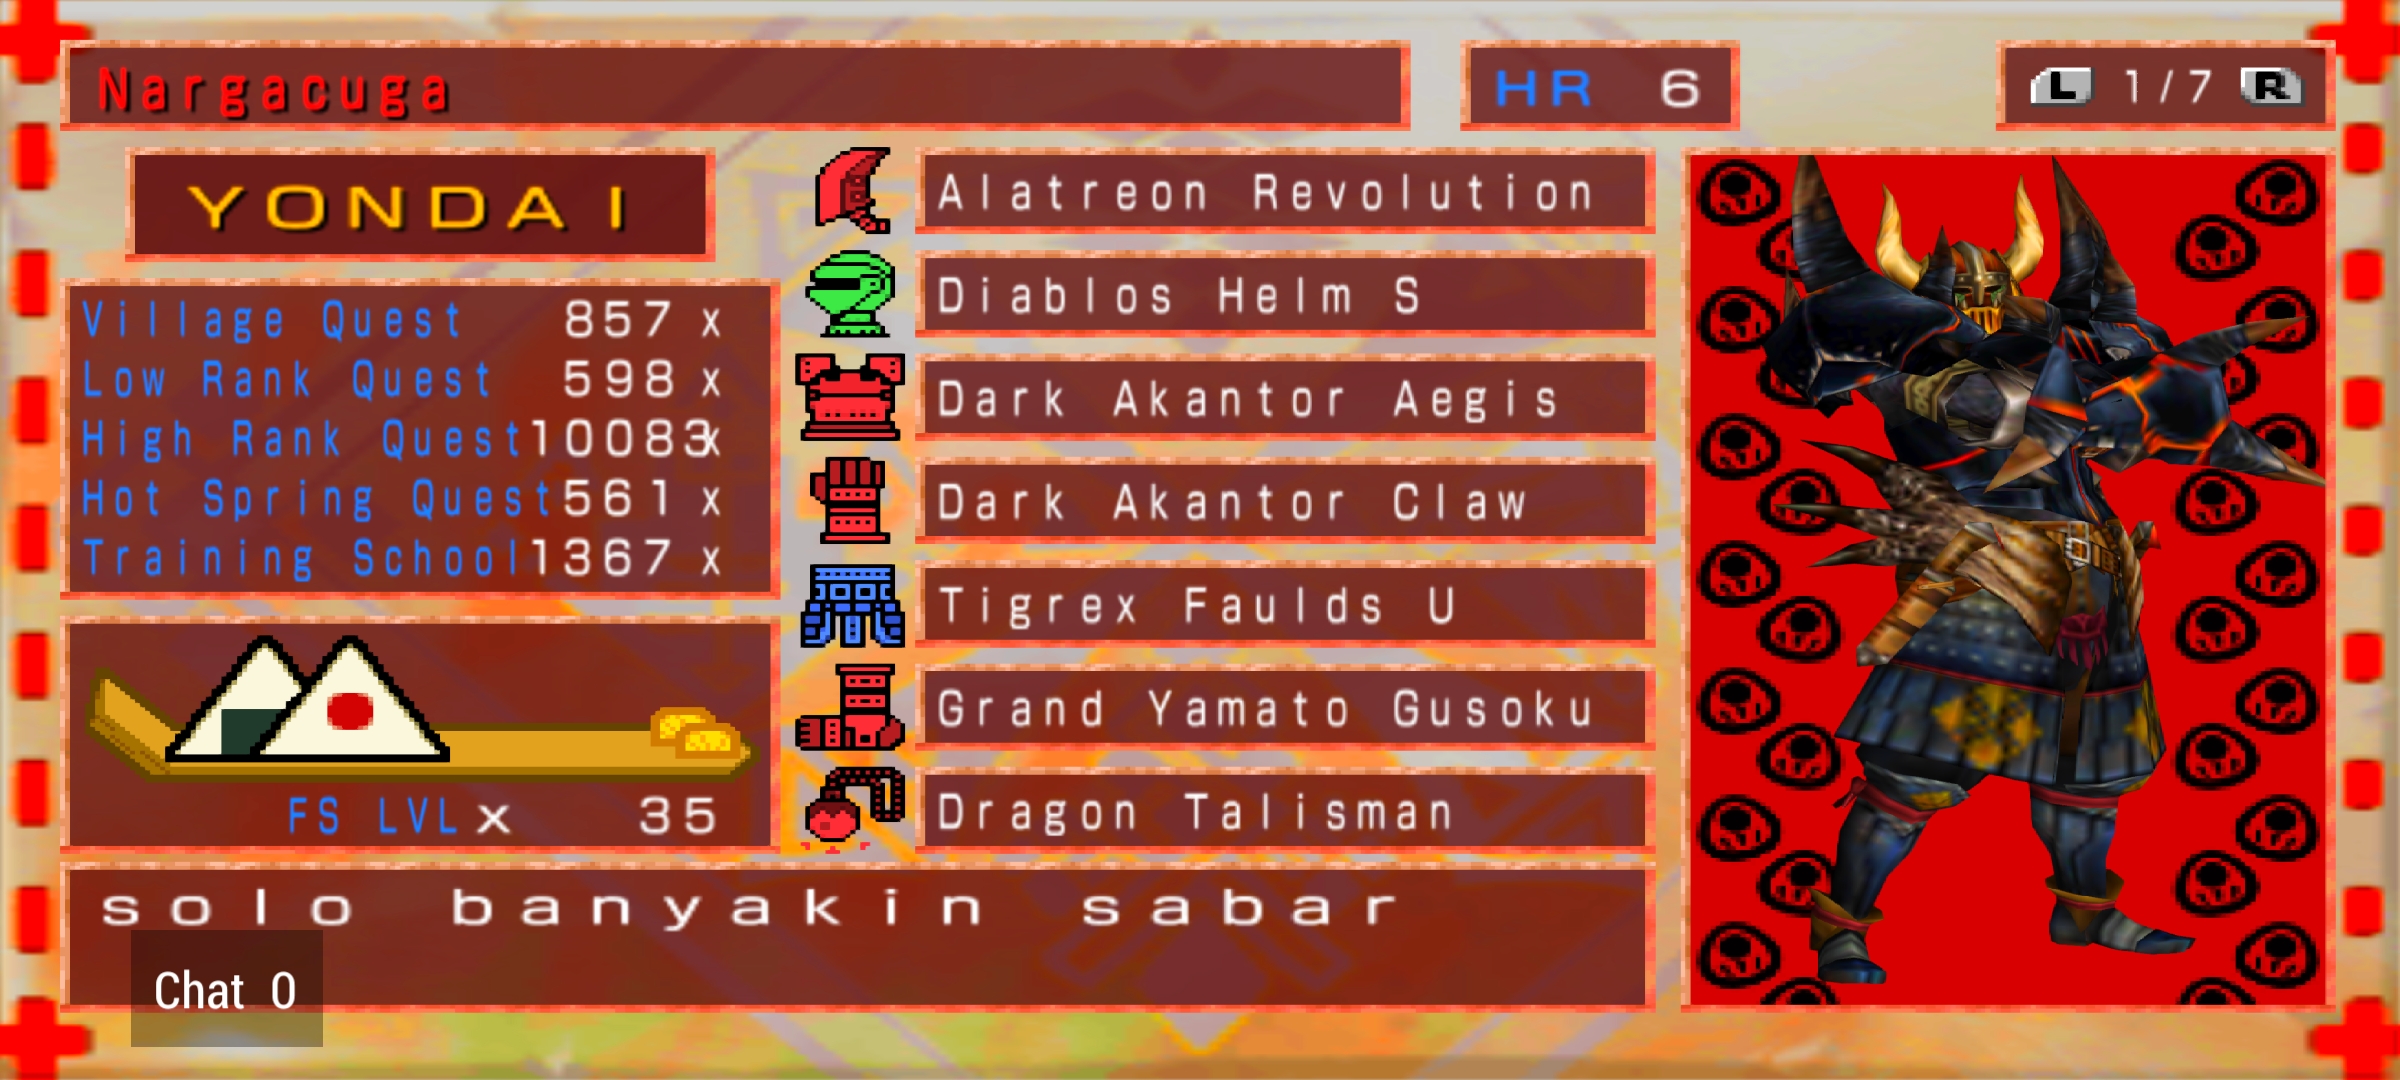 Nargacuga
HR 6
L 1/7 R
YONDAI
Village Quest 857 x
Low Rank Quest 598 x
High Rank Quest 10083x
Hot Spring Quest 561 x
Training School 1367 x
FS LVL x 35
Alatreon Revolution
Diablos Helm S
Dark Akantor Aegis
Dark Akantor Claw
Tigrex Faulds U
Grand Yamato Gusoku
Dragon Talisman
solo banyakin sabar
Chat 0